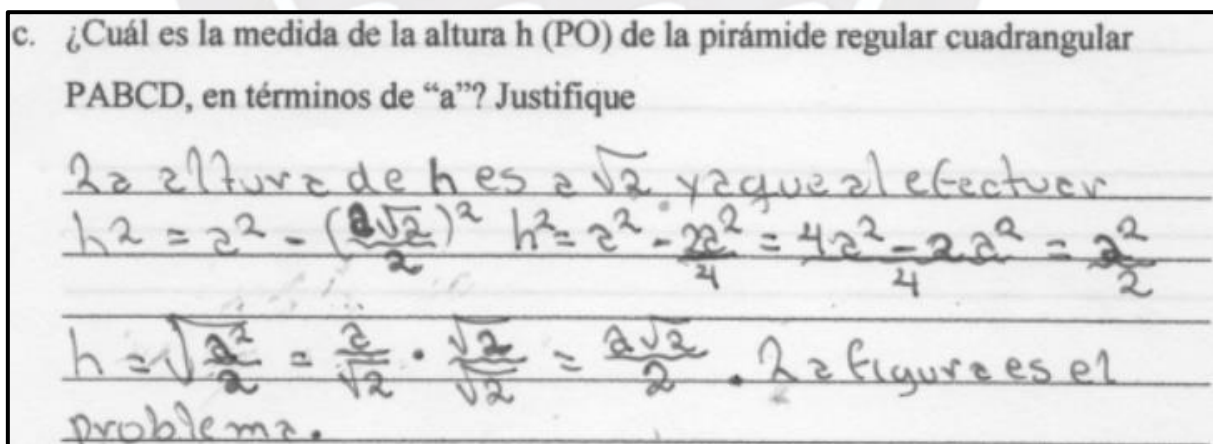 c. ¿Cuál es la medida de la altura h (PO) de la pirámide regular cuadrangular
PABCD, en términos de “a”? Justifique
La altura de h es a√2 ya que al efectuar
h² = a² - (a√2/2)² h² = a² - 2a²/4 = 4a² - 2a²/4 = a²/2
h = √a²/2 = a/√2 · √2/√2 = a√2/2 . La figura es el
problema.